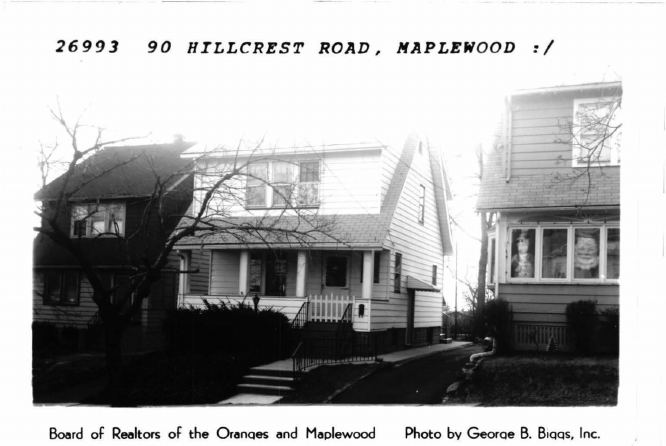 26993 90 HILLCREST ROAD, MAPLEWOOD :/
Board of Realtors of the Oranges and Maplewood Photo by George B. Biggs, Inc.